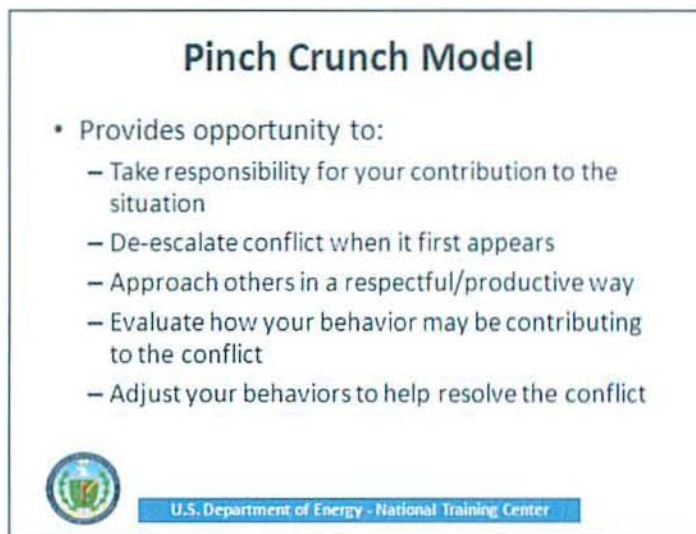 Pinch Crunch Model
• Provides opportunity to:
– Take responsibility for your contribution to the
situation
– De-escalate conflict when it first appears
– Approach others in a respectful/productive way
– Evaluate how your behavior may be contributing
to the conflict
– Adjust your behaviors to help resolve the conflict
U.S. Department of Energy - National Training Center